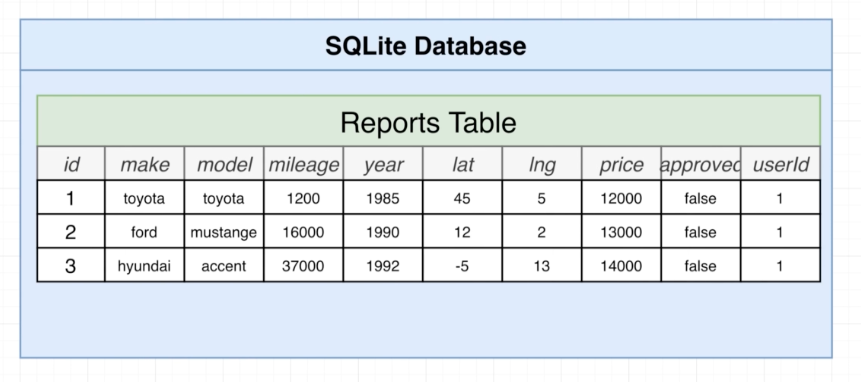 SQLite Database
Reports Table
id make model mileage year lat lng price approved userId
1 toyota toyota 1200 1985 45 5 12000 false 1
2 ford mustange 16000 1990 12 2 13000 false 1
3 hyundai accent 37000 1992 -5 13 14000 false 1